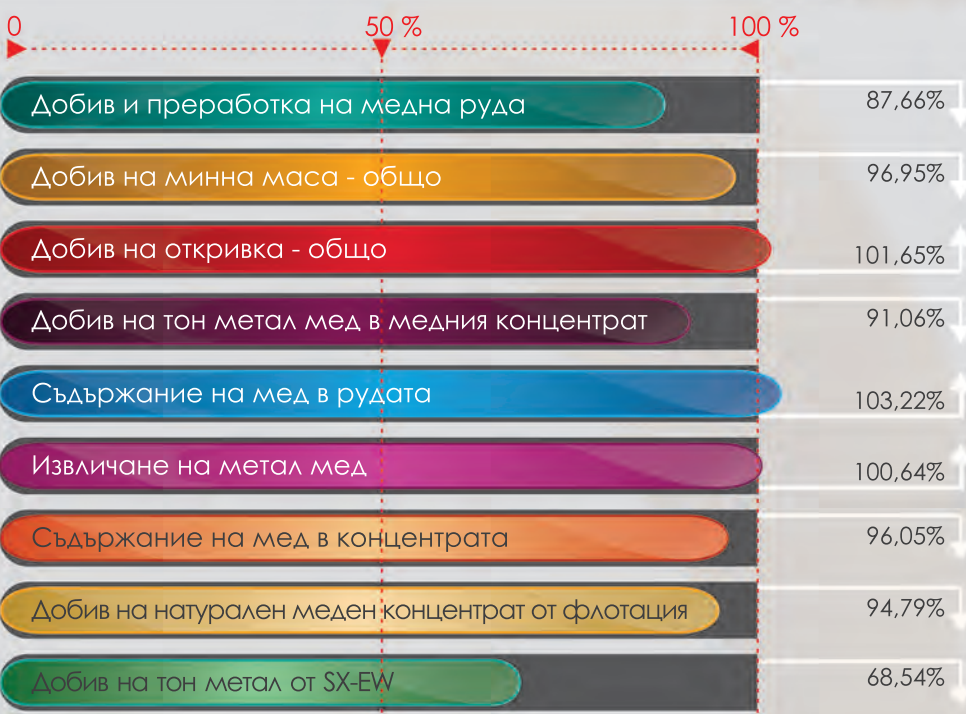 0 50 % 100 %
Добив и преработка на медна руда 87,66%
Добив на минна маса - общо 96,95%
Добив на откривка - общо 101,65%
Добив на тон метал мед в медния концентрат 91,06%
Съдържание на мед в рудата 103,22%
Извличане на метал мед 100,64%
Съдържание на мед в концентрата 96,05%
Добив на натурален меден концентрат от флотация 94,79%
Добив на тон метал от SX-EW 68,54%